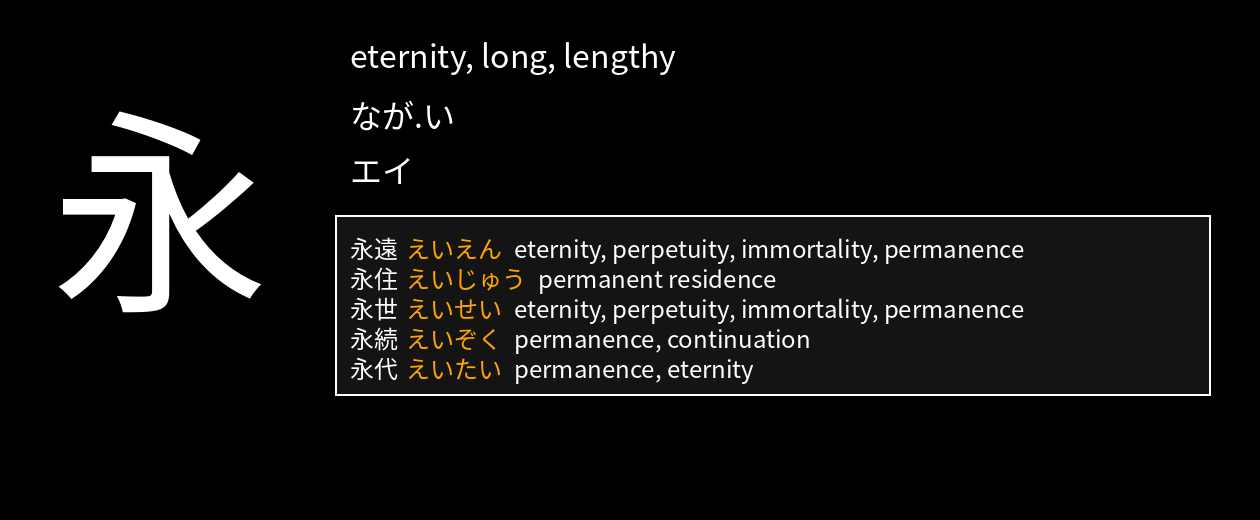 永
eternity, long, lengthy
なが.い
エイ
永遠 えいえん eternity, perpetuity, immortality, permanence
永住 えいじゅう permanent residence
永世 えいせい eternity, perpetuity, immortality, permanence
永続 えいぞく permanence, continuation
永代 えいたい permanence, eternity